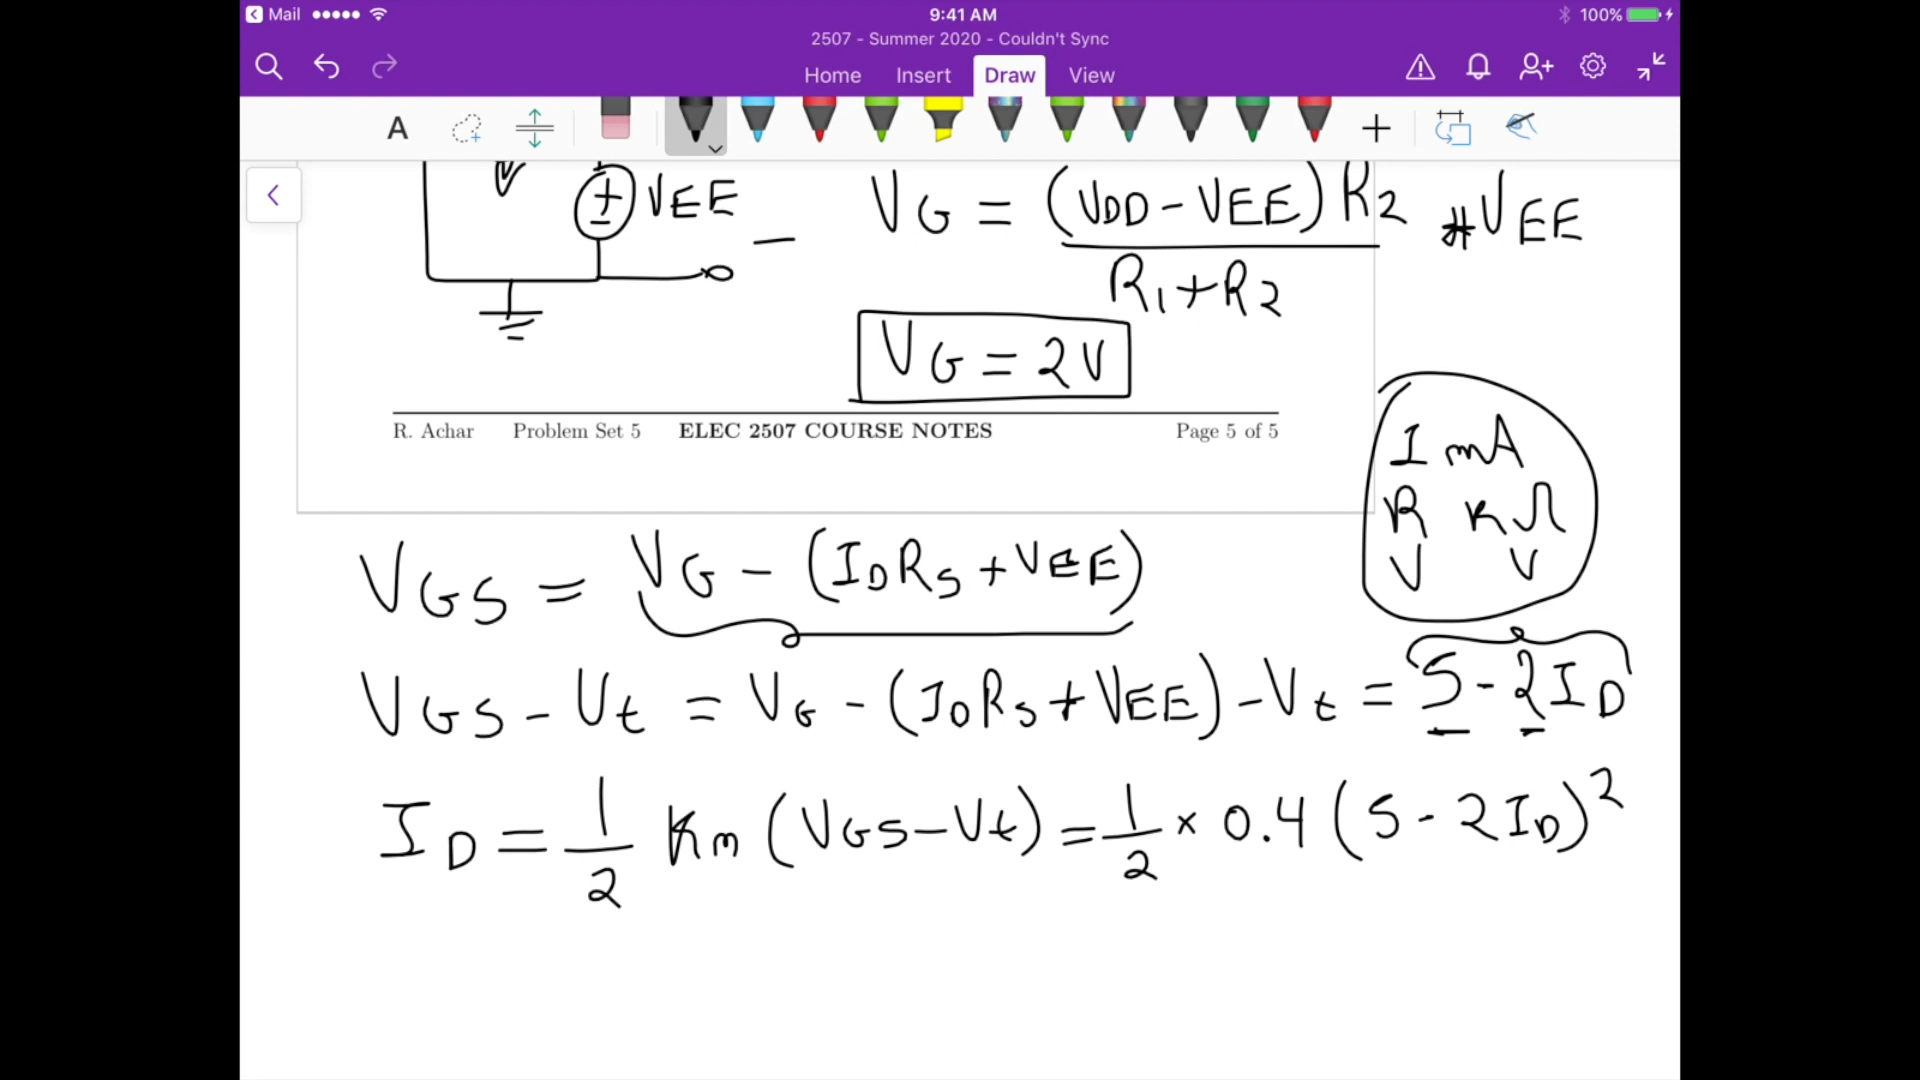 Mail 9:41 AM 100%
2507 - Summer 2020 - Couldn't Sync
Home Insert Draw View
A
+ VEE
−
VG = (VDD - VEE) R2 / R1 + R2 + VEE
VG = 2V
R. Achar Problem Set 5 ELEC 2507 COURSE NOTES Page 5 of 5
I mA
R KΩ
V V
VGS = VG - (IDRS + VEE)
VGS - Vt = VG - (IDRS + VEE) - Vt = 5 - 2ID
ID = 1/2 Kn (VGS - Vt) = 1/2 × 0.4 (5 - 2ID)²